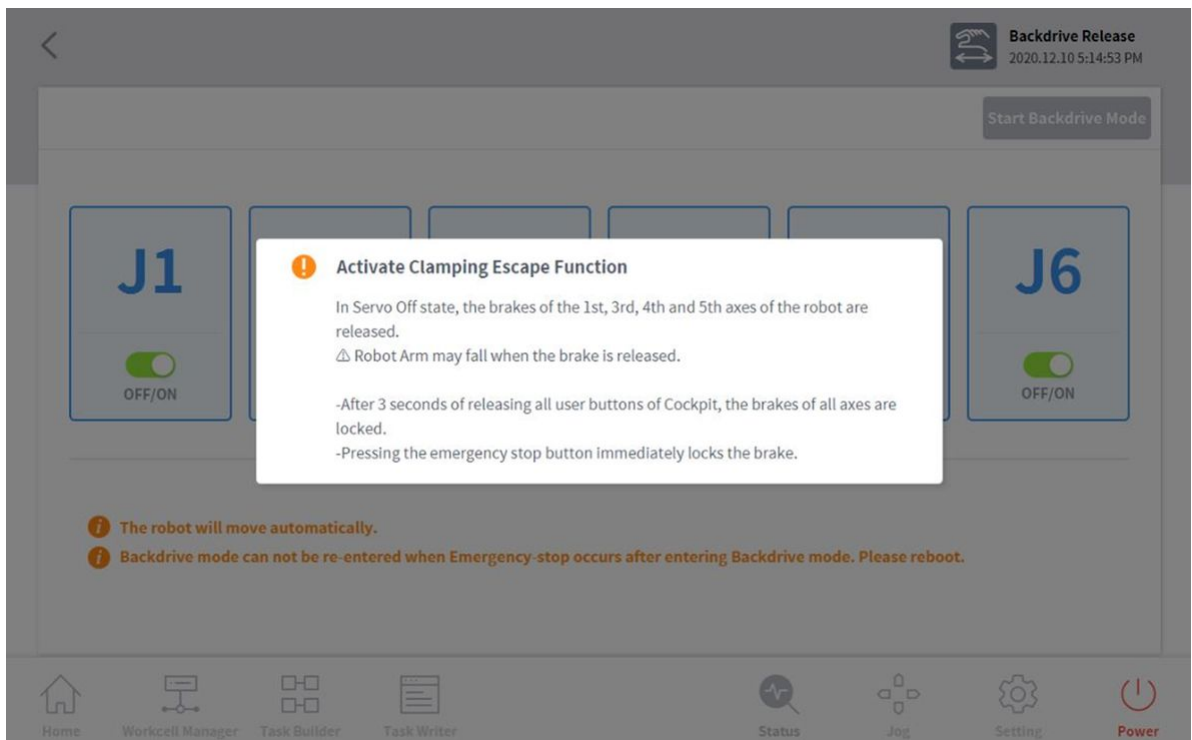 Backdrive Release
2020.12.10 5:14:53 PM
Start Backdrive Mode
J1
J6
OFF/ON
OFF/ON
Activate Clamping Escape Function
In Servo Off state, the brakes of the 1st, 3rd, 4th and 5th axes of the robot are
released.
⚠ Robot Arm may fall when the brake is released.
-After 3 seconds of releasing all user buttons of Cockpit, the brakes of all axes are
locked.
-Pressing the emergency stop button immediately locks the brake.
The robot will move automatically.
Backdrive mode can not be re-entered when Emergency-stop occurs after entering Backdrive mode. Please reboot.
Home
Workcell Manager
Task Builder
Task Writer
Status
Jog
Setting
Power